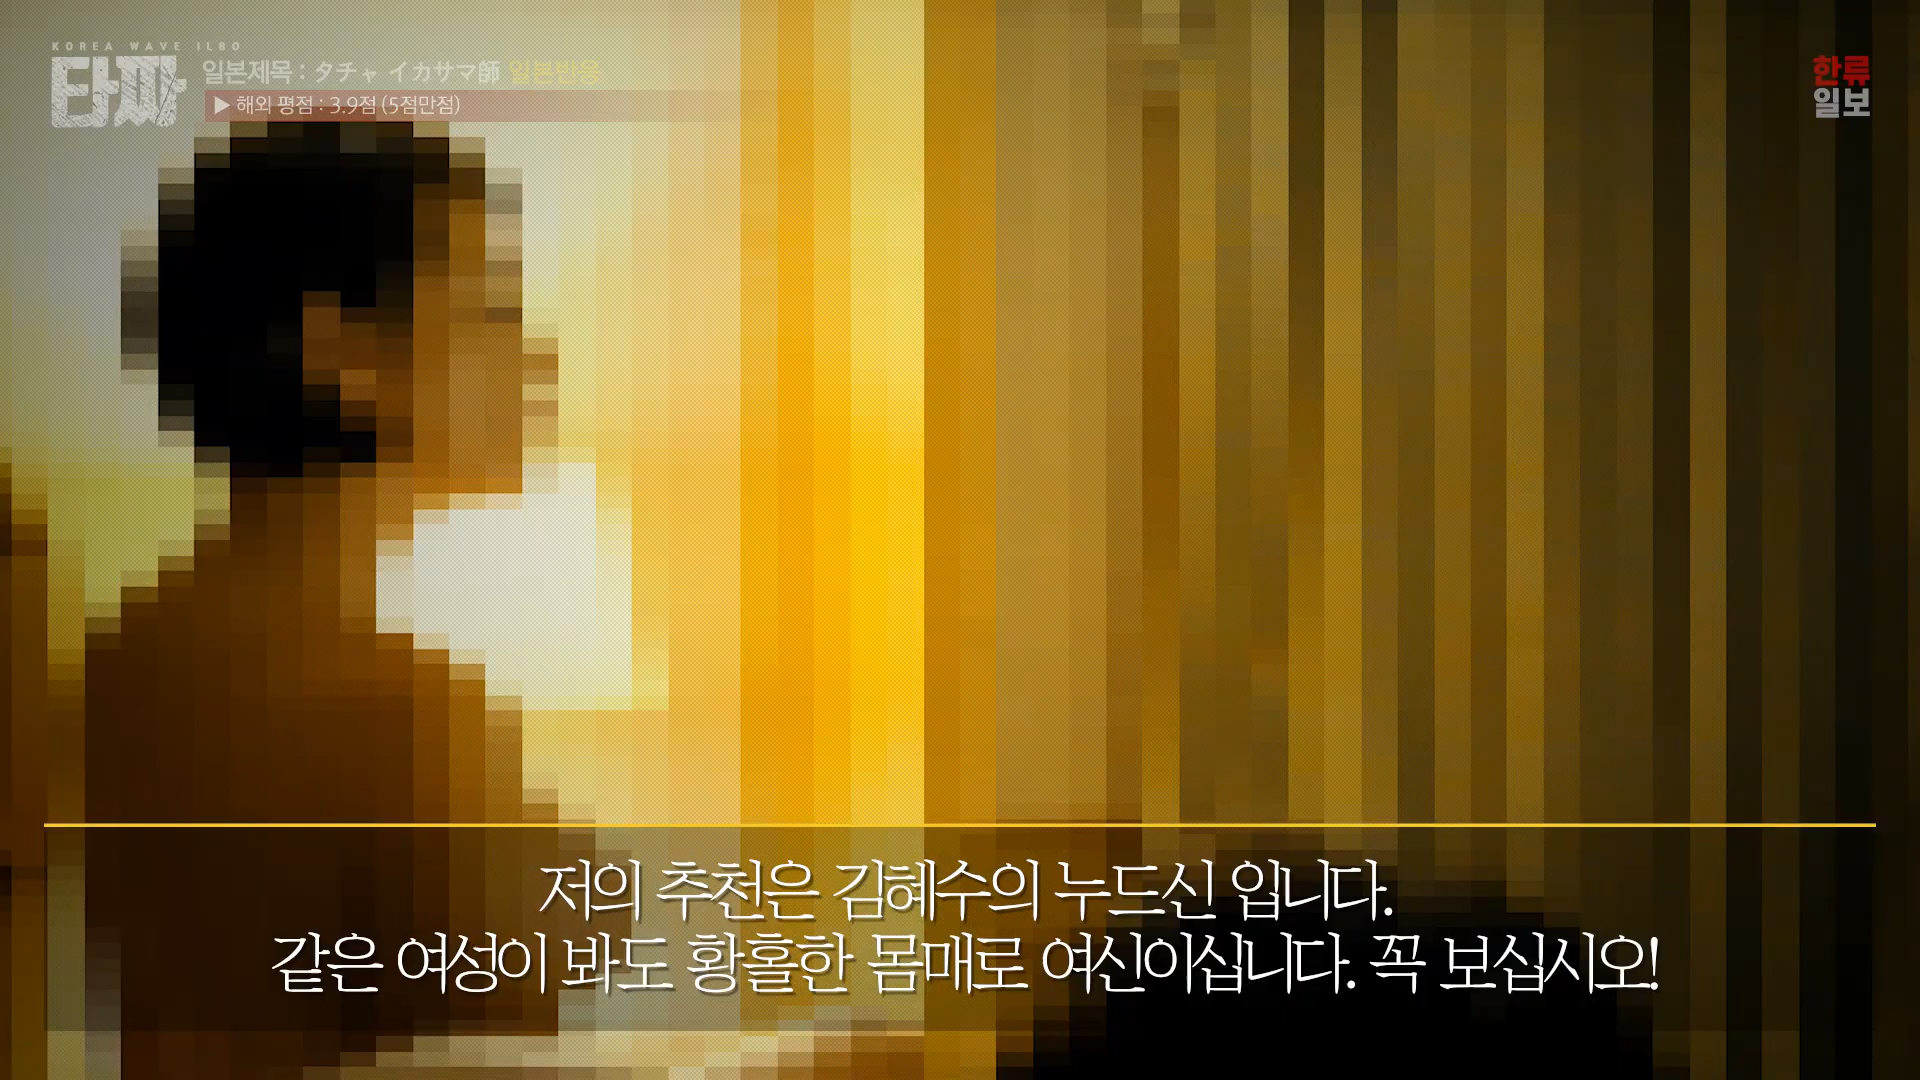 KOREA WAVE ILBO
타짜
일본제목 : タチャ イカサマ師 일본반응
▶ 해외 평점 : 3.9점 (5점만점)
한류
일보
저의 추천은 김혜수의 누드신 입니다.
같은 여성이 봐도 황홀한 몸매로 여신이십니다. 꼭 보십시오!